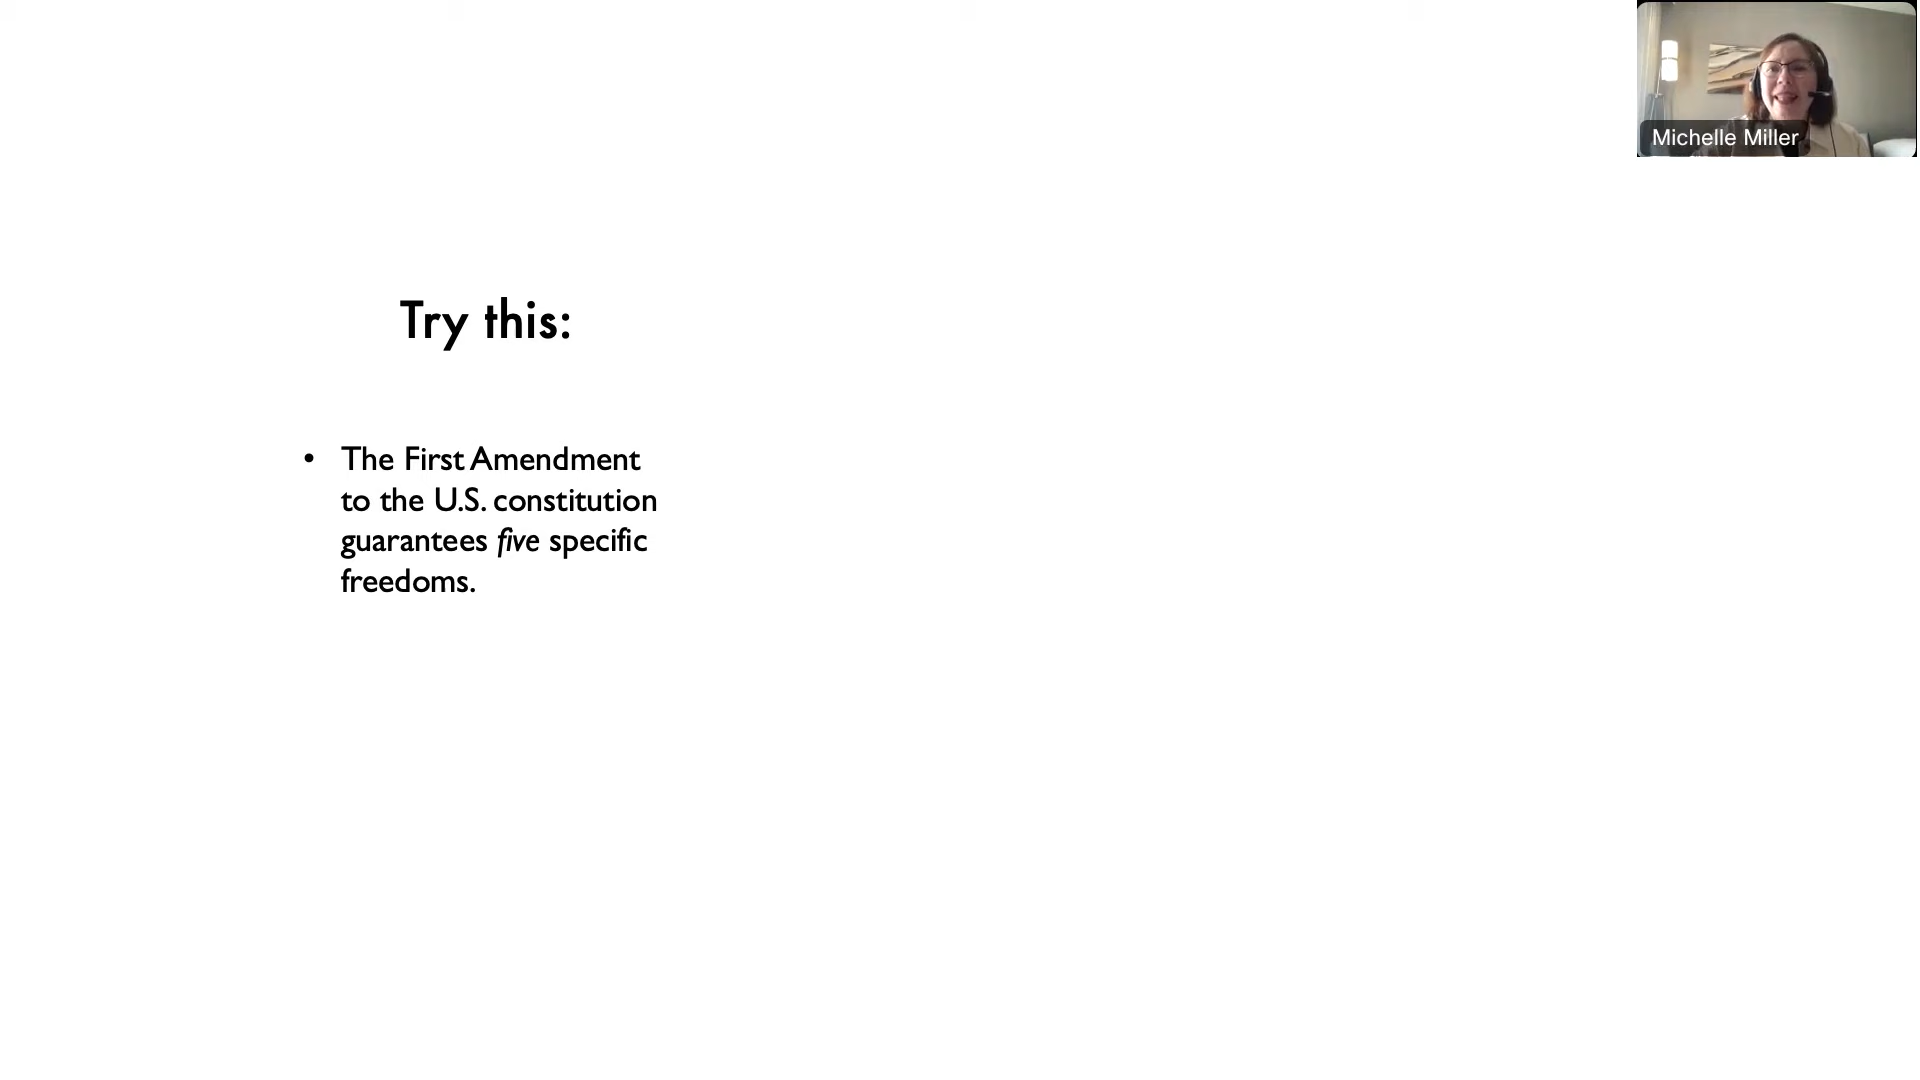 Michelle Miller
Try this:
• The First Amendment
to the U.S. constitution
guarantees five specific
freedoms.